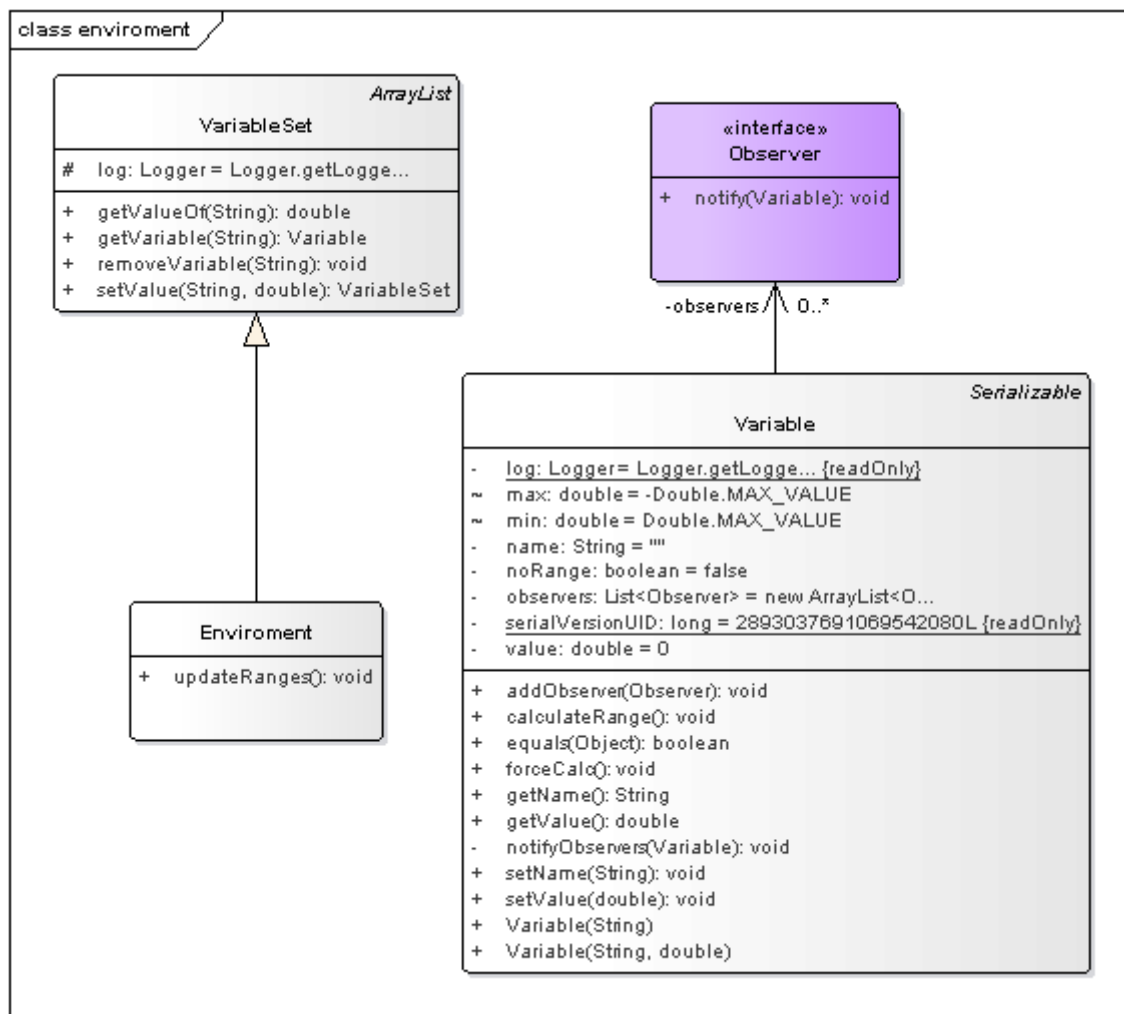 class enviroment
ArrayList
VariableSet
# log: Logger = Logger.getLogge...
+ getValueOf(String): double
+ getVariable(String): Variable
+ removeVariable(String): void
+ setValue(String, double): VariableSet
«interface»
Observer
+ notify(Variable): void
-observers 0..*
Enviroment
+ updateRanges(): void
Serializable
Variable
- log: Logger = Logger.getLogge... {readOnly}
~ max: double = -Double.MAX_VALUE
~ min: double = Double.MAX_VALUE
- name: String = ""
- noRange: boolean = false
- observers: List<Observer> = new ArrayList<O...
- serialVersionUID: long = 2893037691069542080L {readOnly}
- value: double = 0
+ addObserver(Observer): void
+ calculateRange(): void
+ equals(Object): boolean
+ forceCalc(): void
+ getName(): String
+ getValue(): double
- notifyObservers(Variable): void
+ setName(String): void
+ setValue(double): void
+ Variable(String)
+ Variable(String, double)